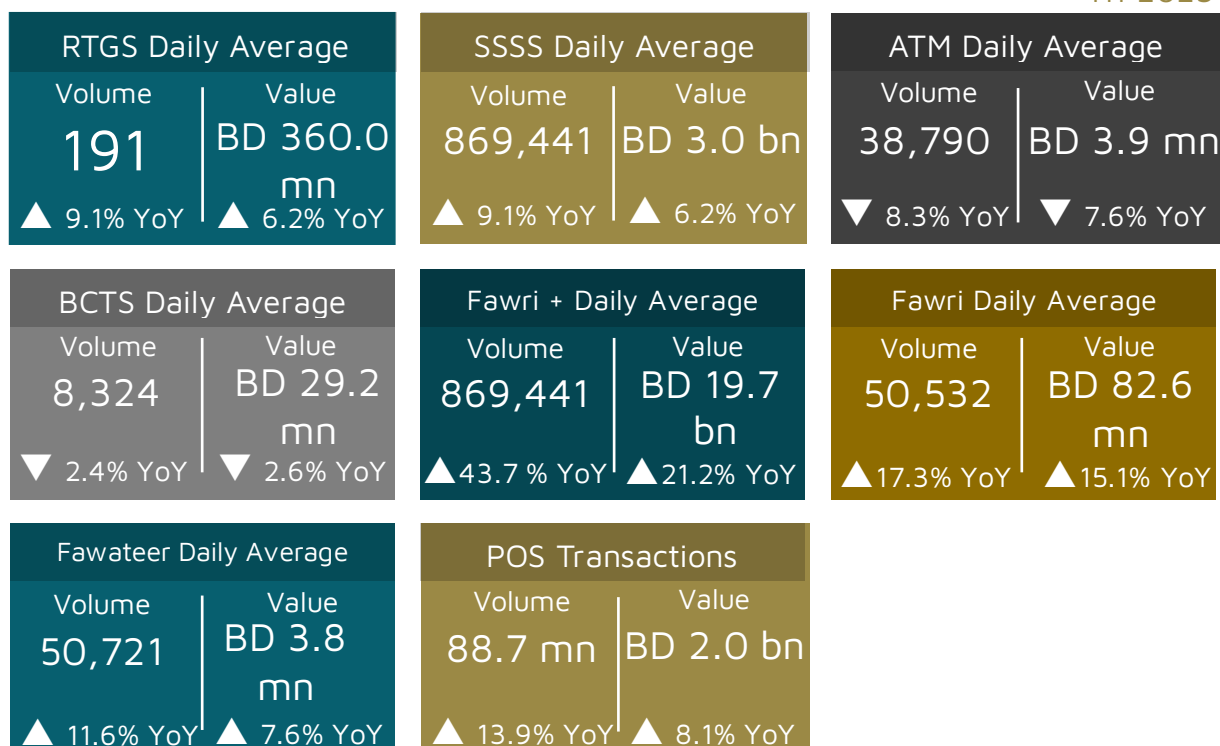 RTGS Daily Average
Volume
Value
191
BD 360.0
mn
▲ 9.1% YoY
▲ 6.2% YoY
SSSS Daily Average
Volume
Value
869,441
BD 3.0 bn
▲ 9.1% YoY
▲ 6.2% YoY
ATM Daily Average
Volume
Value
38,790
BD 3.9 mn
▼ 8.3% YoY
▼ 7.6% YoY
BCTS Daily Average
Volume
Value
8,324
BD 29.2
mn
▼ 2.4% YoY
▼ 2.6% YoY
Fawri + Daily Average
Volume
Value
869,441
BD 19.7
bn
▲43.7 % YoY
▲21.2% YoY
Fawri Daily Average
Volume
Value
50,532
BD 82.6
mn
▲17.3% YoY
▲15.1% YoY
Fawateer Daily Average
Volume
Value
50,721
BD 3.8
mn
▲ 11.6% YoY
▲ 7.6% YoY
POS Transactions
Volume
Value
88.7 mn
BD 2.0 bn
▲ 13.9% YoY
▲ 8.1% YoY